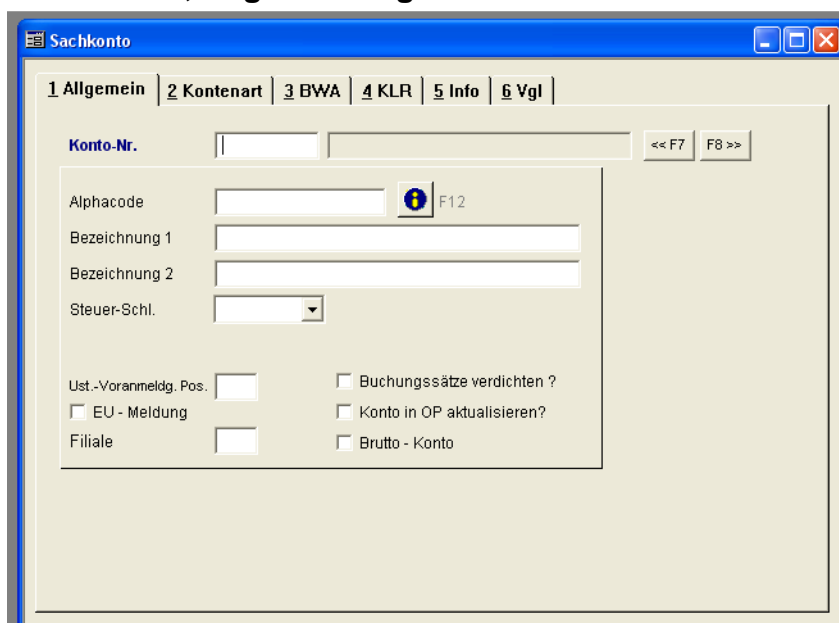 Sachkonto
1 Allgemein 2 Kontenart 3 BWA 4 KLR 5 Info 6 Vgl
Konto-Nr. << F7 F8 >>
Alphacode F12
Bezeichnung 1
Bezeichnung 2
Steuer-Schl.
Ust.-Voranmeldg. Pos. Buchungssätze verdichten ?
EU - Meldung Konto in OP aktualisieren?
Filiale Brutto - Konto